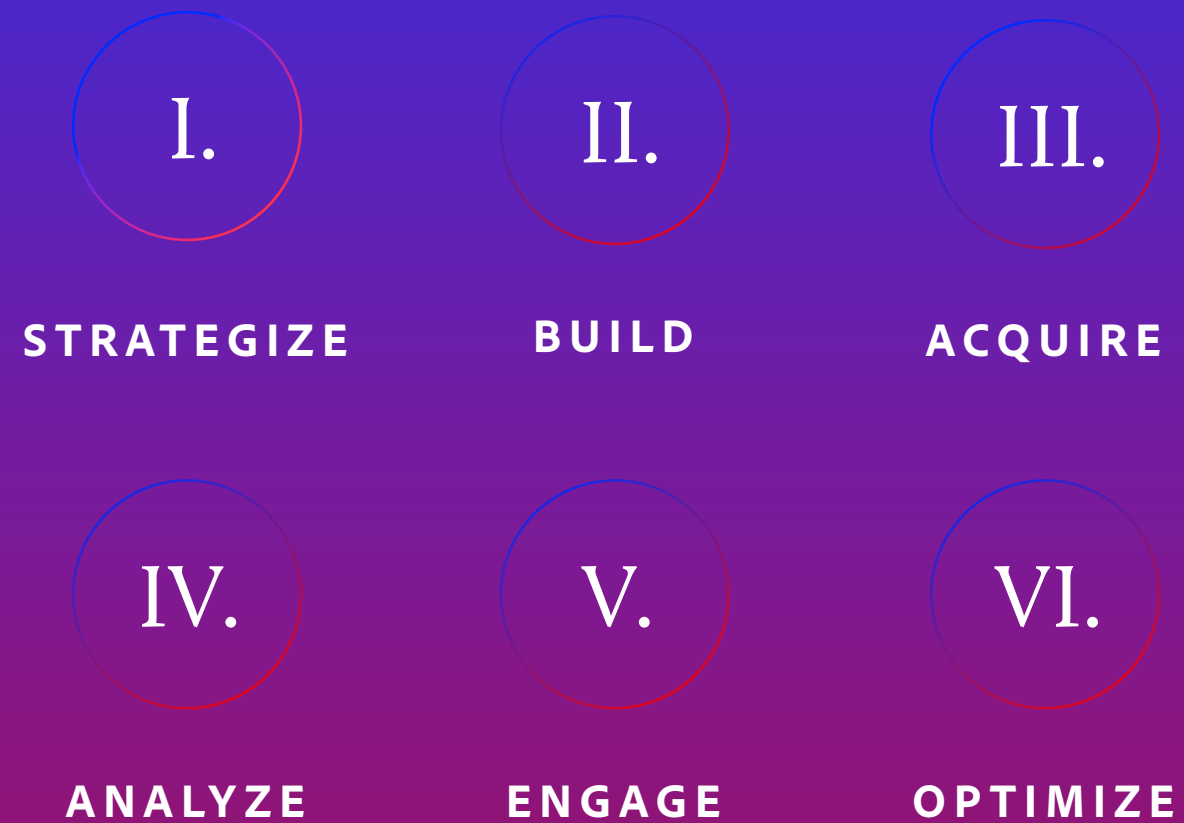 I.
II.
III.
STRATEGIZE
BUILD
ACQUIRE
IV.
V.
VI.
ANALYZE
ENGAGE
OPTIMIZE